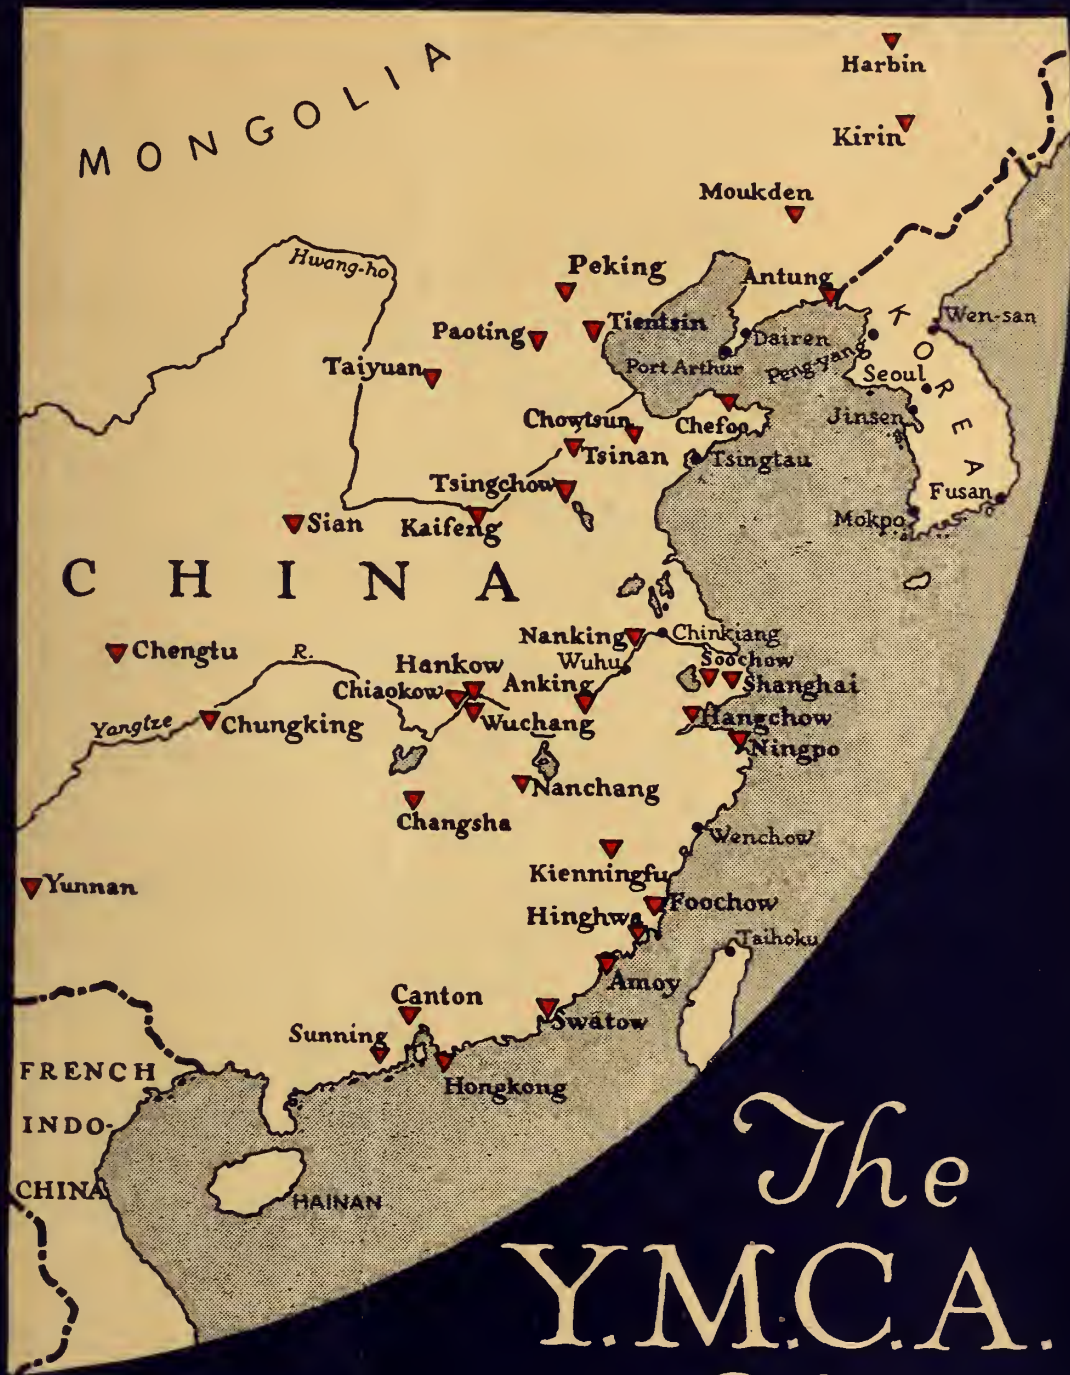 MONGOLIA
Harbin
Kirin
Moukden
Hwang-ho
Peking
Antung
Tientsin
Wen-san
Paoting
Dairen
Taiyuan
Port Arthur
Peng-yang
KOREA
Seoul
Chowtsun
Chefoo
Jinsen
Tsinan
Tsingtau
Tsingchow
Fusan
Sian
Kaifeng
Mokpo
CHINA
Nanking
Chinkiang
Chengtu
R.
Wuhu
Soochow
Hankow
Chiaokow
Anking
Shanghai
Yangtze
Chungking
Wuchang
Hangchow
Ningpo
Nanchang
Changsha
Wenchow
Kienningfu
Yunnan
Foochow
Hinghwa
Taihoku
Amoy
Canton
Swatow
Sunning
FRENCH
Hongkong
INDO-
CHINA
HAINAN
The
Y.M.C.A.